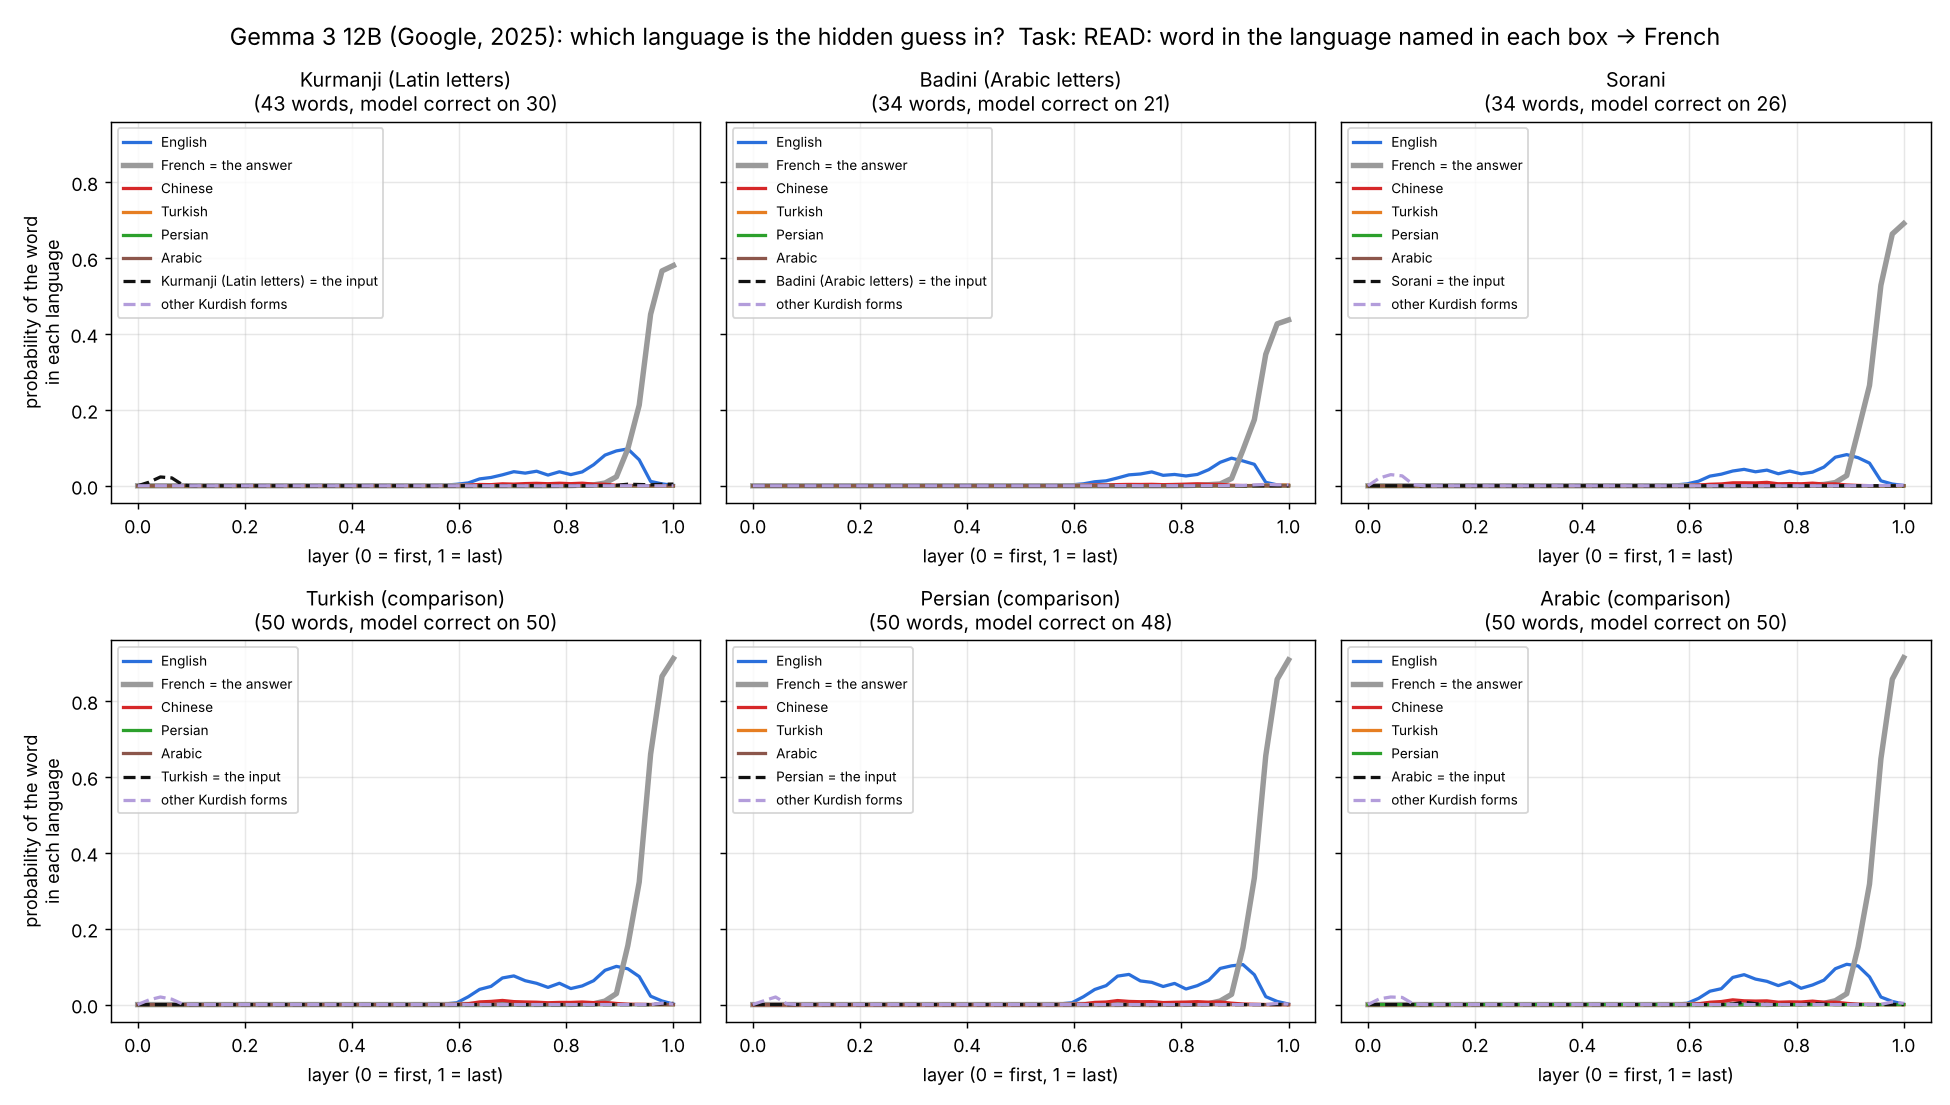 Gemma 3 12B (Google, 2025): which language is the hidden guess in?  Task: READ: word in the language named in each box → French
Kurmanji (Latin letters)
(43 words, model correct on 30)
probability of the word
in each language
0.8
0.6
0.4
0.2
0.0
English
French = the answer
Chinese
Turkish
Persian
Arabic
Kurmanji (Latin letters) = the input
other Kurdish forms
0.0 0.2 0.4 0.6 0.8 1.0
layer (0 = first, 1 = last)
Badini (Arabic letters)
(34 words, model correct on 21)
English
French = the answer
Chinese
Turkish
Persian
Arabic
Badini (Arabic letters) = the input
other Kurdish forms
0.0 0.2 0.4 0.6 0.8 1.0
layer (0 = first, 1 = last)
Sorani
(34 words, model correct on 26)
English
French = the answer
Chinese
Turkish
Persian
Arabic
Sorani = the input
other Kurdish forms
0.0 0.2 0.4 0.6 0.8 1.0
layer (0 = first, 1 = last)
Turkish (comparison)
(50 words, model correct on 50)
probability of the word
in each language
0.8
0.6
0.4
0.2
0.0
English
French = the answer
Chinese
Persian
Arabic
Turkish = the input
other Kurdish forms
0.0 0.2 0.4 0.6 0.8 1.0
layer (0 = first, 1 = last)
Persian (comparison)
(50 words, model correct on 48)
English
French = the answer
Chinese
Turkish
Arabic
Persian = the input
other Kurdish forms
0.0 0.2 0.4 0.6 0.8 1.0
layer (0 = first, 1 = last)
Arabic (comparison)
(50 words, model correct on 50)
English
French = the answer
Chinese
Turkish
Persian
Arabic = the input
other Kurdish forms
0.0 0.2 0.4 0.6 0.8 1.0
layer (0 = first, 1 = last)